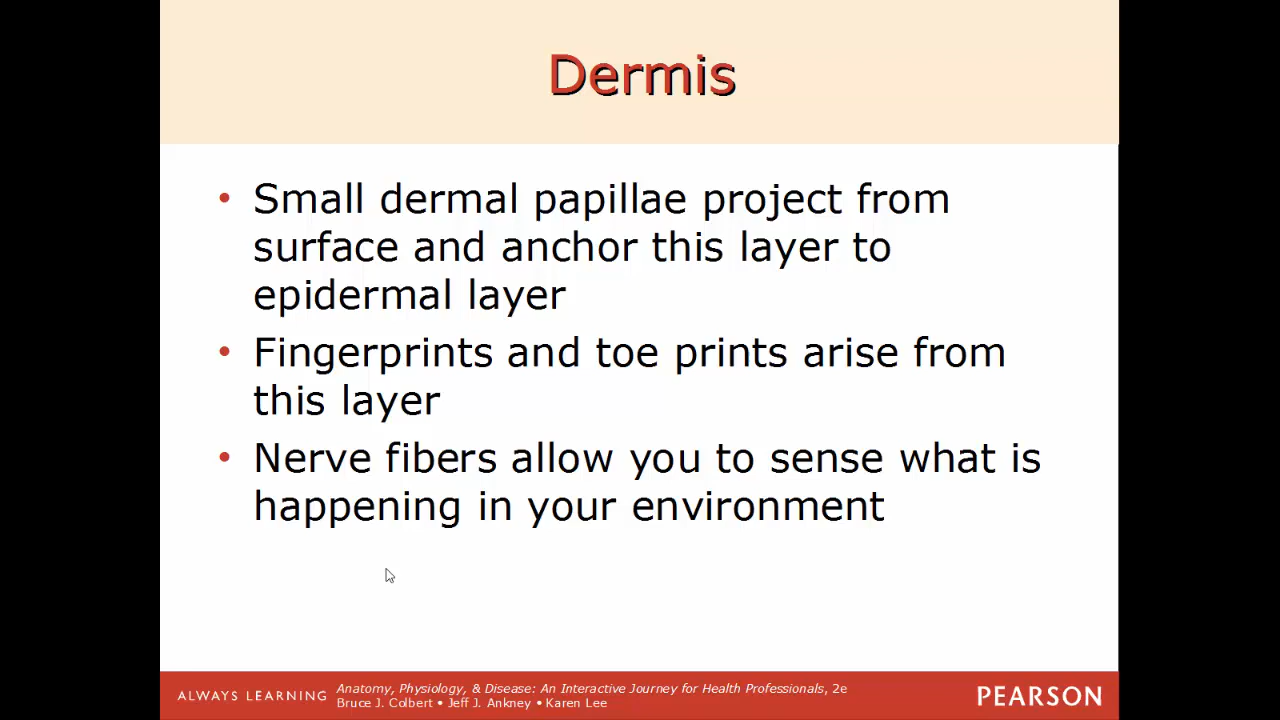 Dermis
• Small dermal papillae project from
surface and anchor this layer to
epidermal layer
• Fingerprints and toe prints arise from
this layer
• Nerve fibers allow you to sense what is
happening in your environment
ALWAYS LEARNING
Anatomy, Physiology, & Disease: An Interactive Journey for Health Professionals, 2e
Bruce J. Colbert • Jeff J. Ankney • Karen Lee
PEARSON